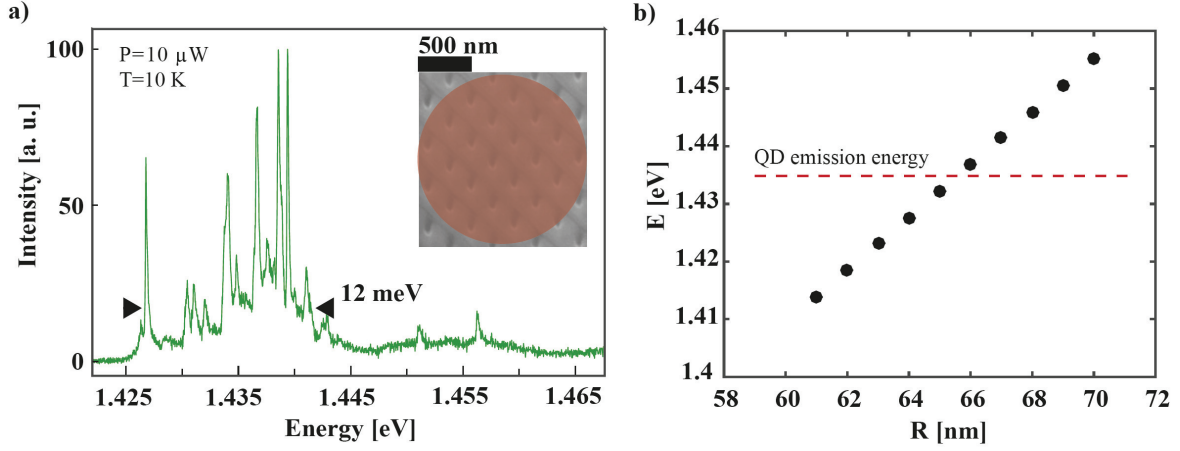 a)
P=10 μW
T=10 K
500 nm
100
50
0
12 meV
Intensity [a. u.]
1.425 1.435 1.445 1.455 1.465
Energy [eV]
b)
1.46
1.45
1.44
1.43
1.42
1.41
1.4
QD emission energy
E [eV]
58 60 62 64 66 68 70 72
R [nm]